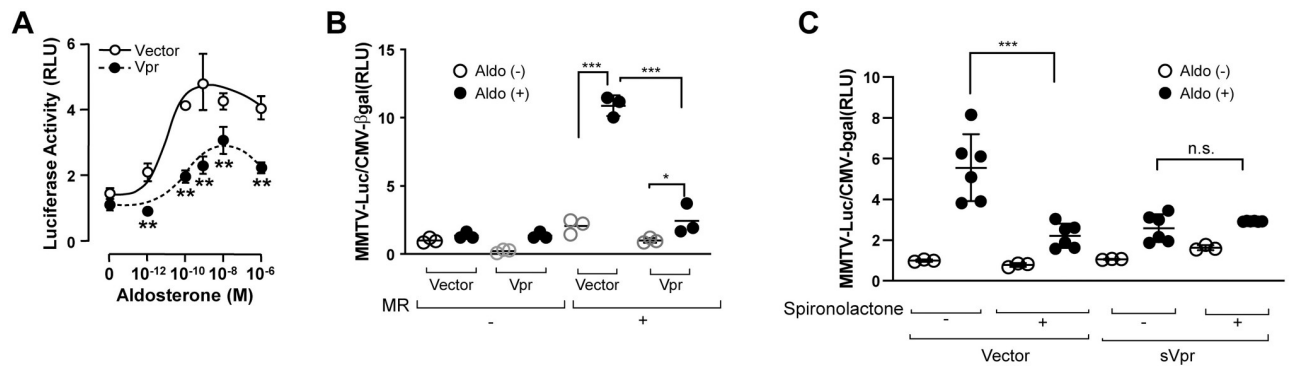 A
Vector
Vpr
Luciferase Activity (RLU)
6
4
2
0
**
**
**
**
**
0
10-12
10-10
10-8
10-6
Aldosterone (M)
B
Aldo (-)
Aldo (+)
MMTV-Luc/CMV-βgal(RLU)
15
10
5
0
***
***
*
Vector
Vpr
Vector
Vpr
MR
-
+
C
Aldo (-)
Aldo (+)
MMTV-Luc/CMV-bgal(RLU)
10
8
6
4
2
0
***
n.s.
Spironolactone
-
+
-
+
Vector
sVpr